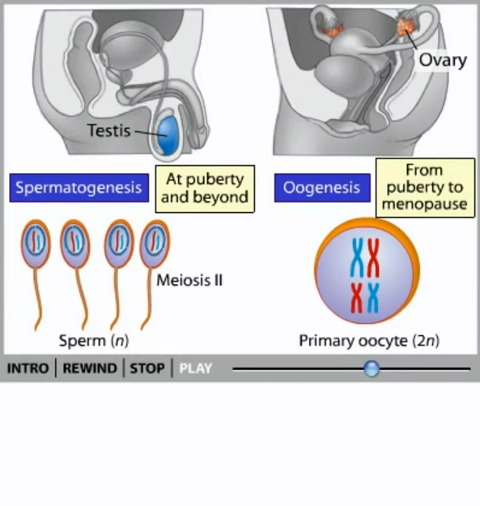 Ovary
Testis
Spermatogenesis
At puberty
and beyond
Oogenesis
From
puberty to
menopause
Meiosis II
Sperm (n)
Primary oocyte (2n)
INTRO | REWIND | STOP | PLAY